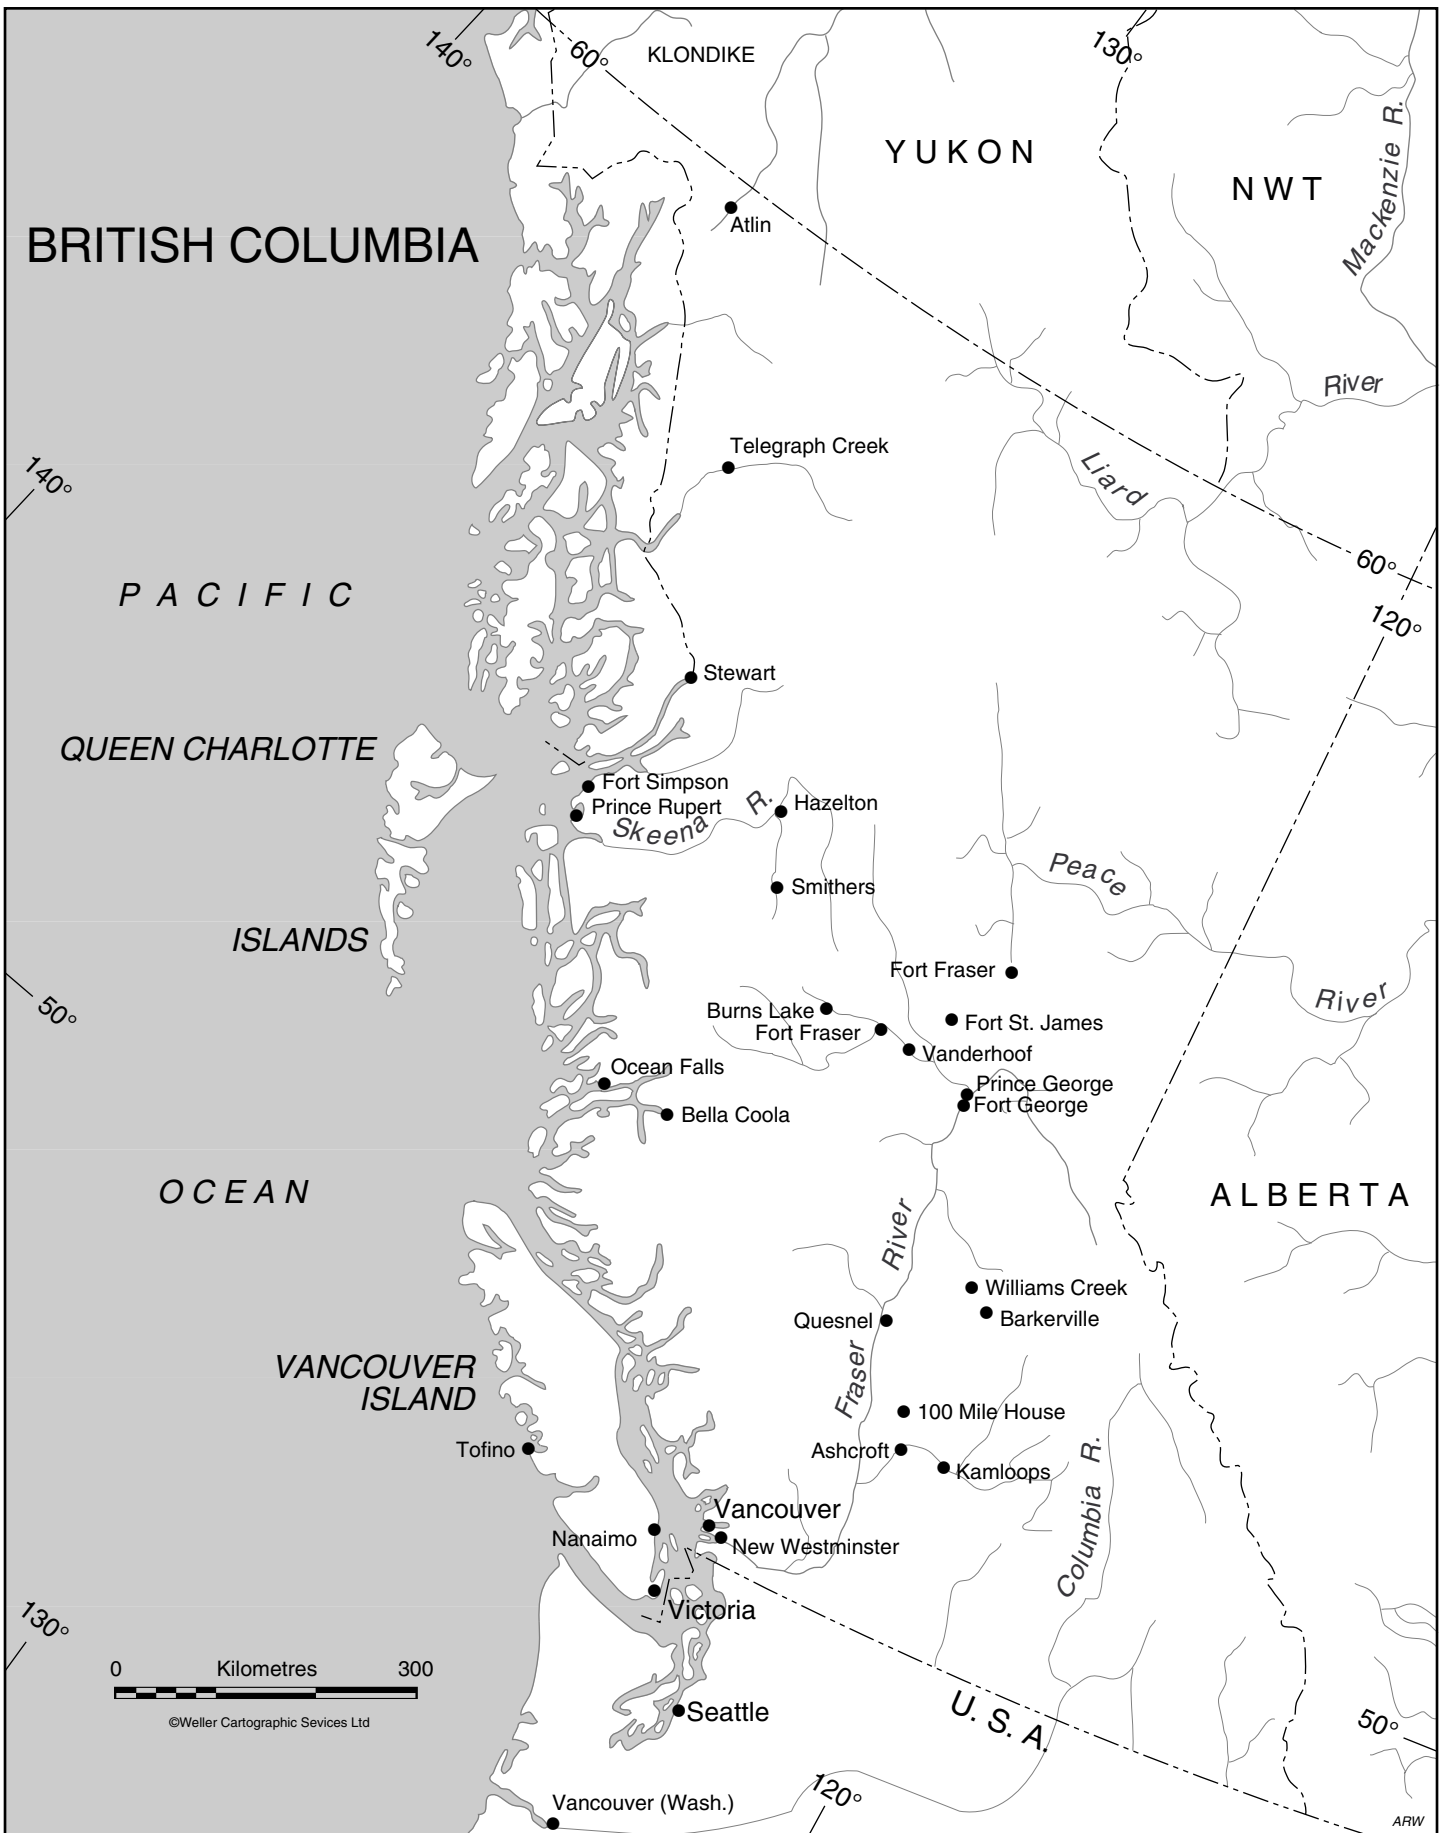 140°
60°
KLONDIKE
130°
YUKON
NWT
Mackenzie R.
Atlin
BRITISH COLUMBIA
River
Telegraph Creek
Liard
140°
60°
PACIFIC
120°
Stewart
QUEEN CHARLOTTE
Fort Simpson
Prince Rupert
Skeena R.
Hazelton
Peace
Smithers
ISLANDS
Fort Fraser
River
50°
Burns Lake
Fort St. James
Fort Fraser
Vanderhoof
Ocean Falls
Prince George
Fort George
Bella Coola
OCEAN
ALBERTA
River
Williams Creek
Quesnel
Barkerville
VANCOUVER
ISLAND
Fraser
100 Mile House
Tofino
Ashcroft
Kamloops
Columbia R.
Vancouver
Nanaimo
New Westminster
Victoria
130°
0 Kilometres 300
©Weller Cartographic Sevices Ltd
Seattle
U. S. A.
50°
120°
Vancouver (Wash.)
ARW